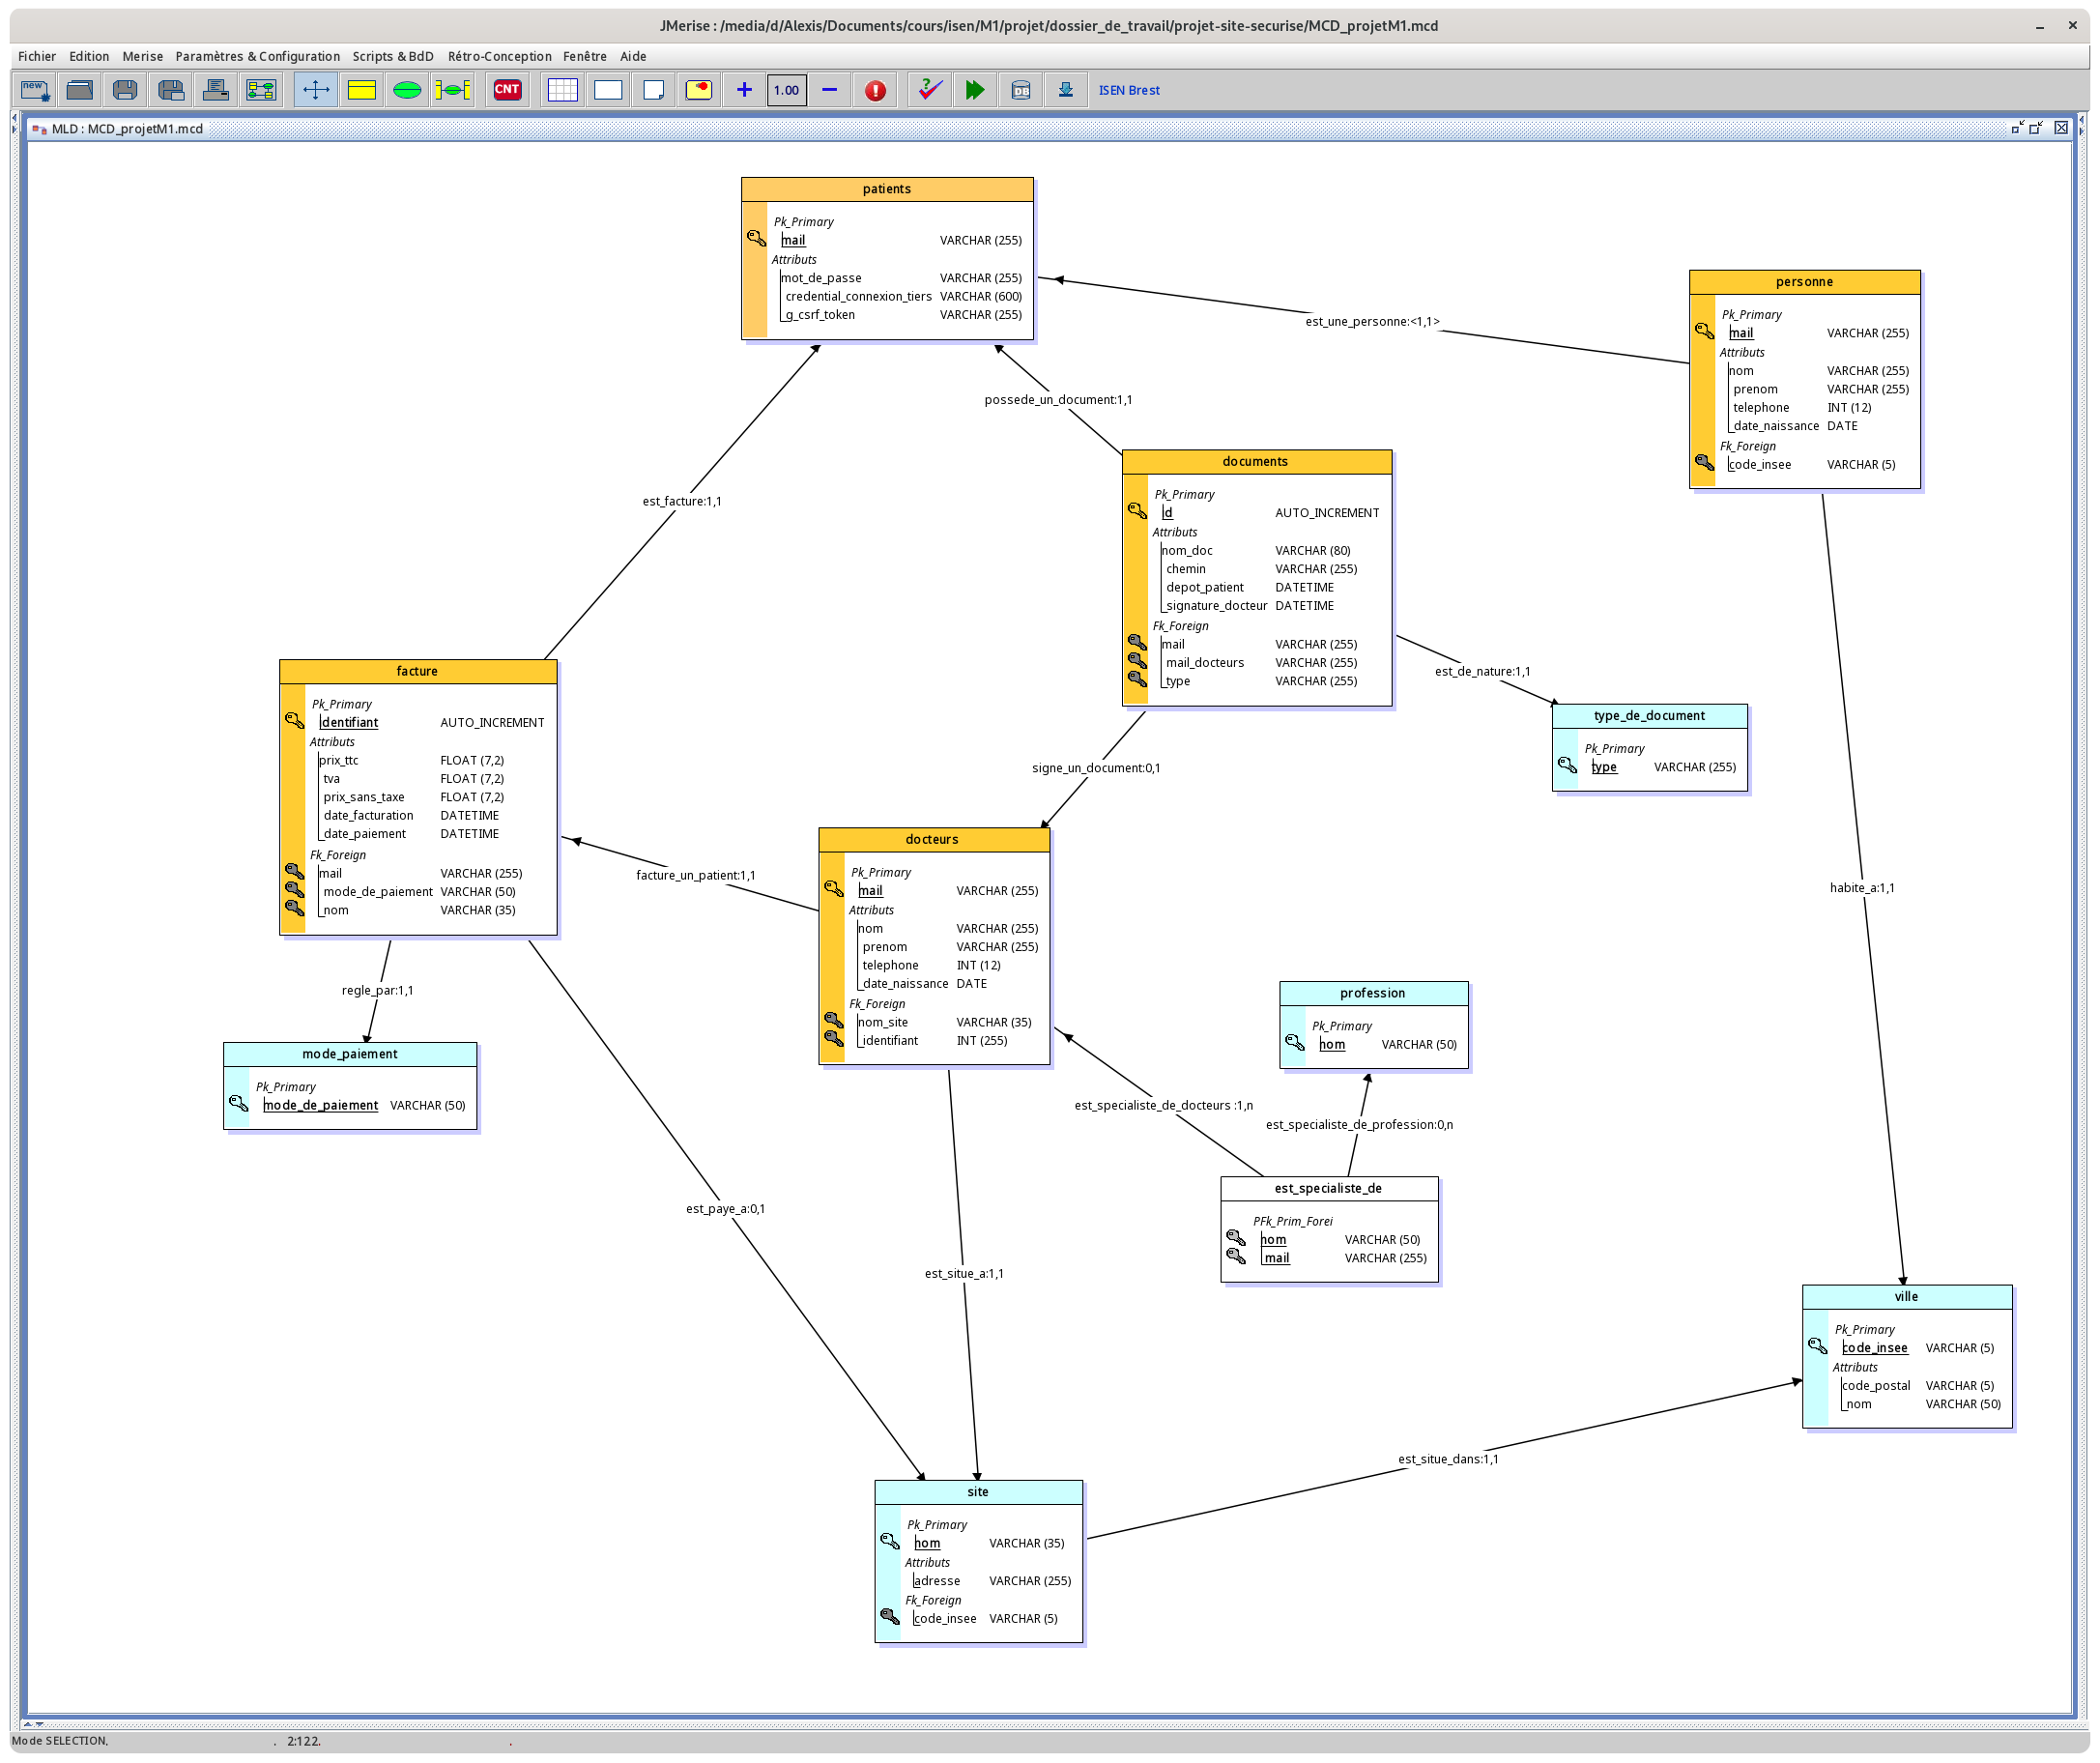 JMerise : /media/d/Alexis/Documents/cours/isen/M1/projet/dossier_de_travail/projet-site-securise/MCD_projetM1.mcd
Fichier Edition Merise Paramètres & Configuration Scripts & BdD Rétro-Conception Fenêtre Aide
new CNT 1.00 DB ISEN Brest
MLD : MCD_projetM1.mcd
patients
Pk_Primary
mail VARCHAR (255)
Attributs
mot_de_passe VARCHAR (255)
credential_connexion_tiers VARCHAR (600)
g_csrf_token VARCHAR (255)
est_une_personne:<1,1>
personne
Pk_Primary
mail VARCHAR (255)
Attributs
nom VARCHAR (255)
prenom VARCHAR (255)
telephone INT (12)
date_naissance DATE
Fk_Foreign
code_insee VARCHAR (5)
possede_un_document:1,1
est_facture:1,1
documents
Pk_Primary
id AUTO_INCREMENT
Attributs
nom_doc VARCHAR (80)
chemin VARCHAR (255)
depot_patient DATETIME
signature_docteur DATETIME
Fk_Foreign
mail VARCHAR (255)
mail_docteurs VARCHAR (255)
type VARCHAR (255)
est_de_nature:1,1
type_de_document
Pk_Primary
type VARCHAR (255)
facture
Pk_Primary
identifiant AUTO_INCREMENT
Attributs
prix_ttc FLOAT (7,2)
tva FLOAT (7,2)
prix_sans_taxe FLOAT (7,2)
date_facturation DATETIME
date_paiement DATETIME
Fk_Foreign
mail VARCHAR (255)
mode_de_paiement VARCHAR (50)
nom VARCHAR (35)
signe_un_document:0,1
facture_un_patient:1,1
docteurs
Pk_Primary
mail VARCHAR (255)
Attributs
nom VARCHAR (255)
prenom VARCHAR (255)
telephone INT (12)
date_naissance DATE
Fk_Foreign
nom_site VARCHAR (35)
identifiant INT (255)
habite_a:1,1
regle_par:1,1
mode_paiement
Pk_Primary
mode_de_paiement VARCHAR (50)
profession
Pk_Primary
nom VARCHAR (50)
est_specialiste_de_docteurs :1,n
est_specialiste_de_profession:0,n
est_specialiste_de
PFk_Prim_Forei
nom VARCHAR (50)
mail VARCHAR (255)
est_paye_a:0,1
est_situe_a:1,1
ville
Pk_Primary
code_insee VARCHAR (5)
Attributs
code_postal VARCHAR (5)
nom VARCHAR (50)
est_situe_dans:1,1
site
Pk_Primary
nom VARCHAR (35)
Attributs
adresse VARCHAR (255)
Fk_Foreign
code_insee VARCHAR (5)
Mode SELECTION, . 2:122. .